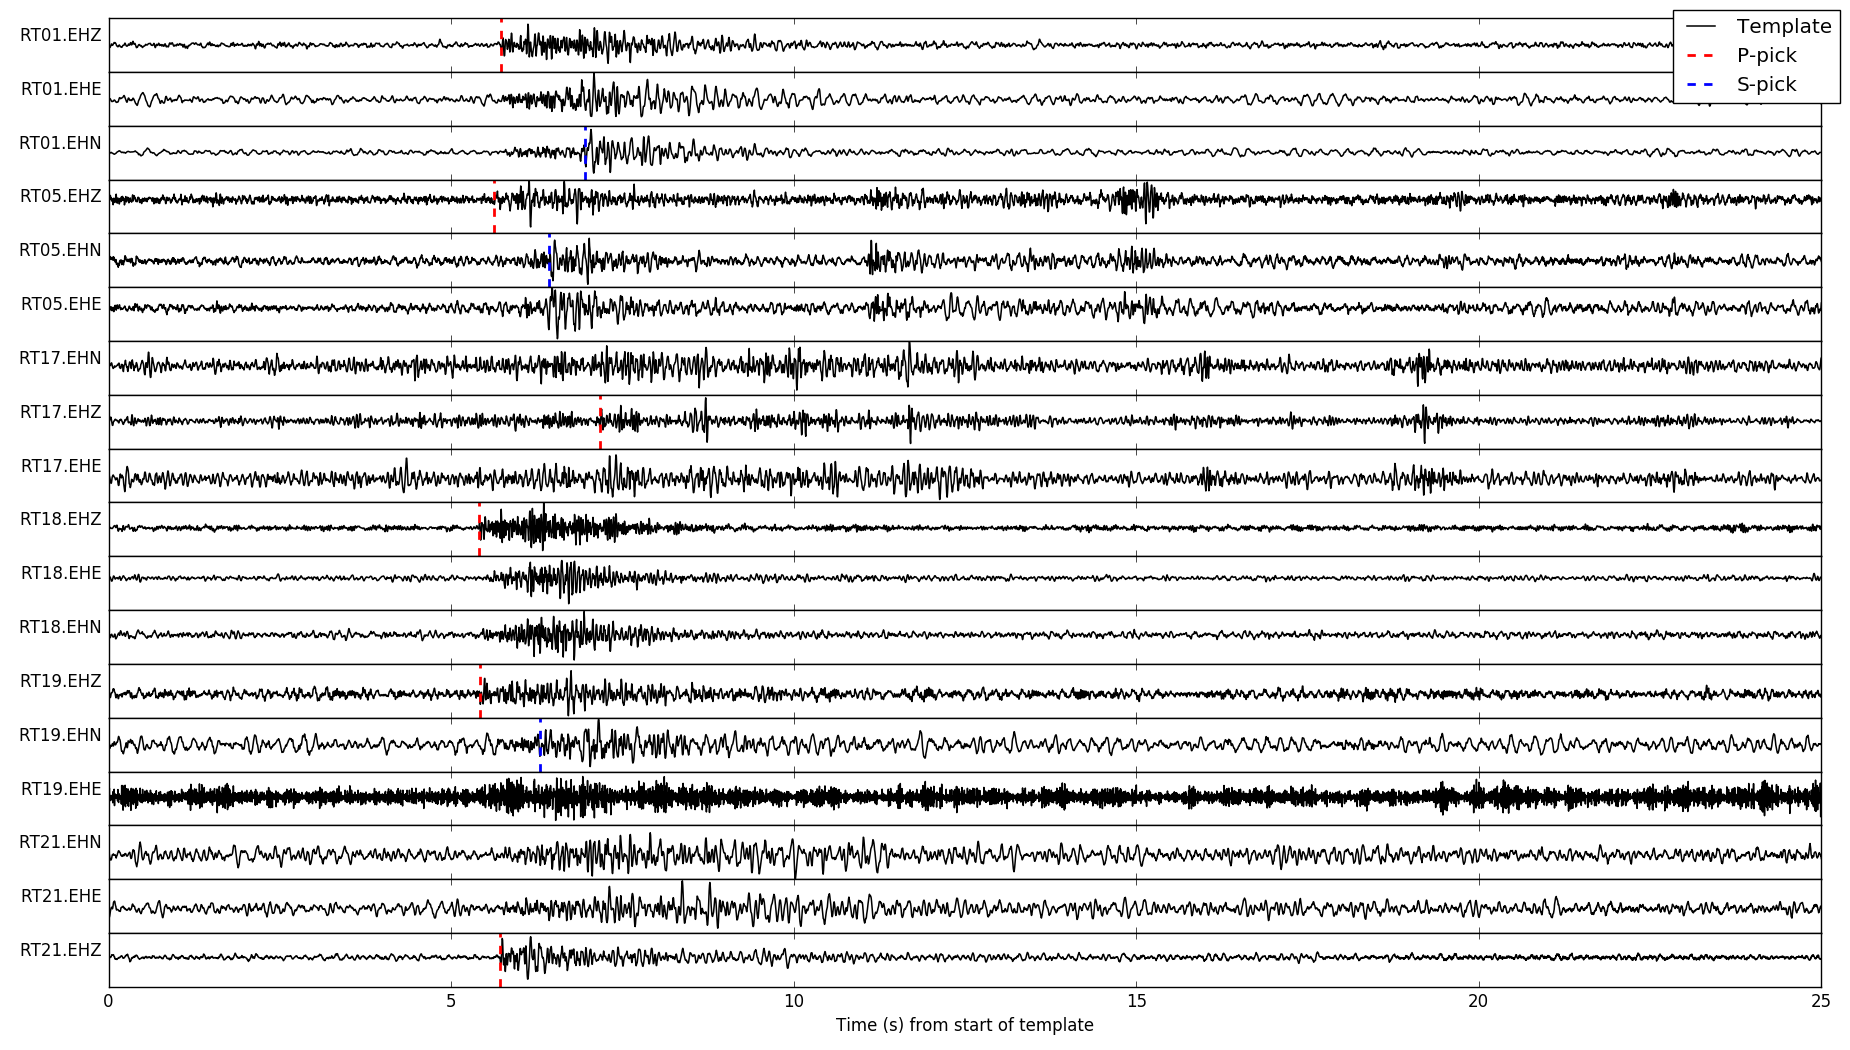 RT01.EHZ
RT01.EHE
RT01.EHN
RT05.EHZ
RT05.EHN
RT05.EHE
RT17.EHN
RT17.EHZ
RT17.EHE
RT18.EHZ
RT18.EHE
RT18.EHN
RT19.EHZ
RT19.EHN
RT19.EHE
RT21.EHN
RT21.EHE
RT21.EHZ
Template
P-pick
S-pick
0 5 10 15 20 25
Time (s) from start of template